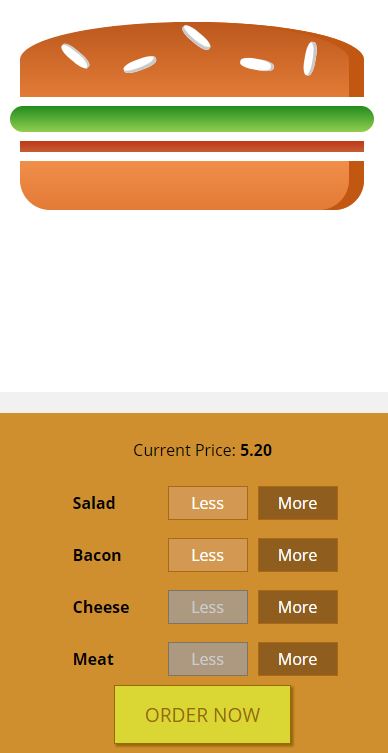 Current Price: 5.20
Salad Less More
Bacon Less More
Cheese Less More
Meat Less More
ORDER NOW